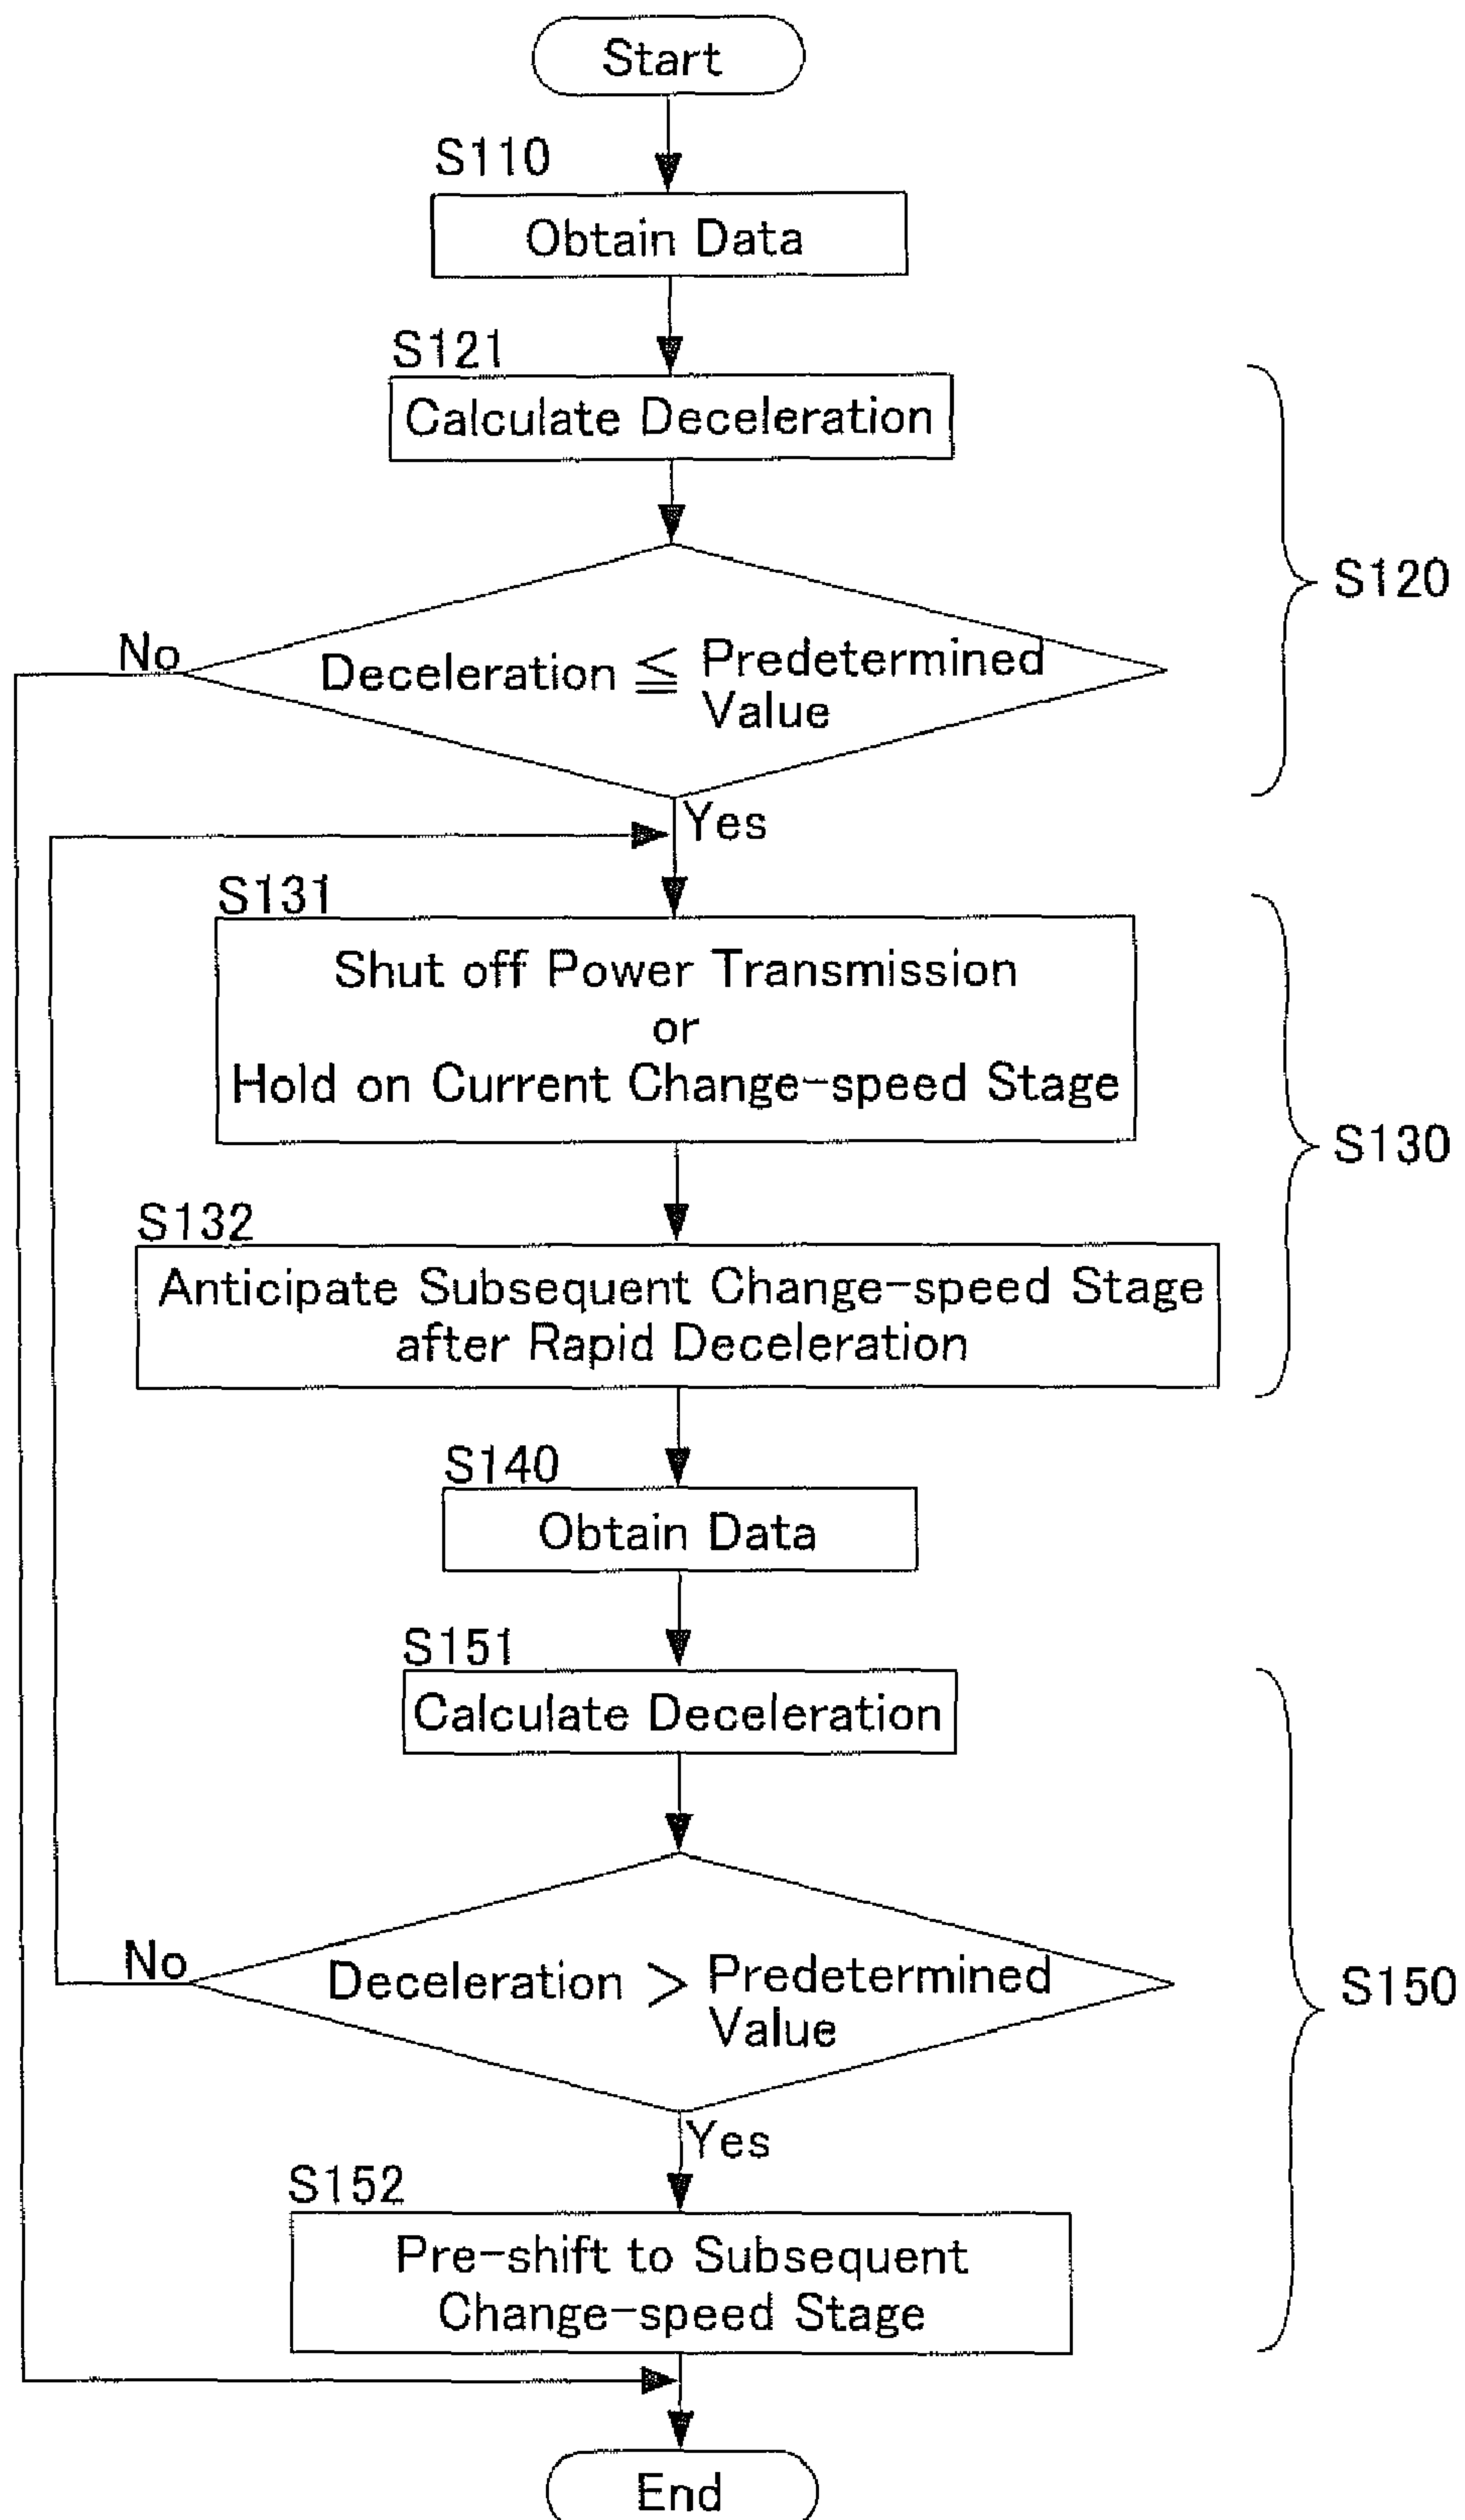 Start
S110
Obtain Data
S121
Calculate Deceleration
S120
No
Deceleration ≦ Predetermined
Value
Yes
S131
Shut off Power Transmission
or
Hold on Current Change-speed Stage
S130
S132
Anticipate Subsequent Change-speed Stage
after Rapid Deceleration
S140
Obtain Data
S151
Calculate Deceleration
No
Deceleration > Predetermined
Value
S150
Yes
S152
Pre-shift to Subsequent
Change-speed Stage
End